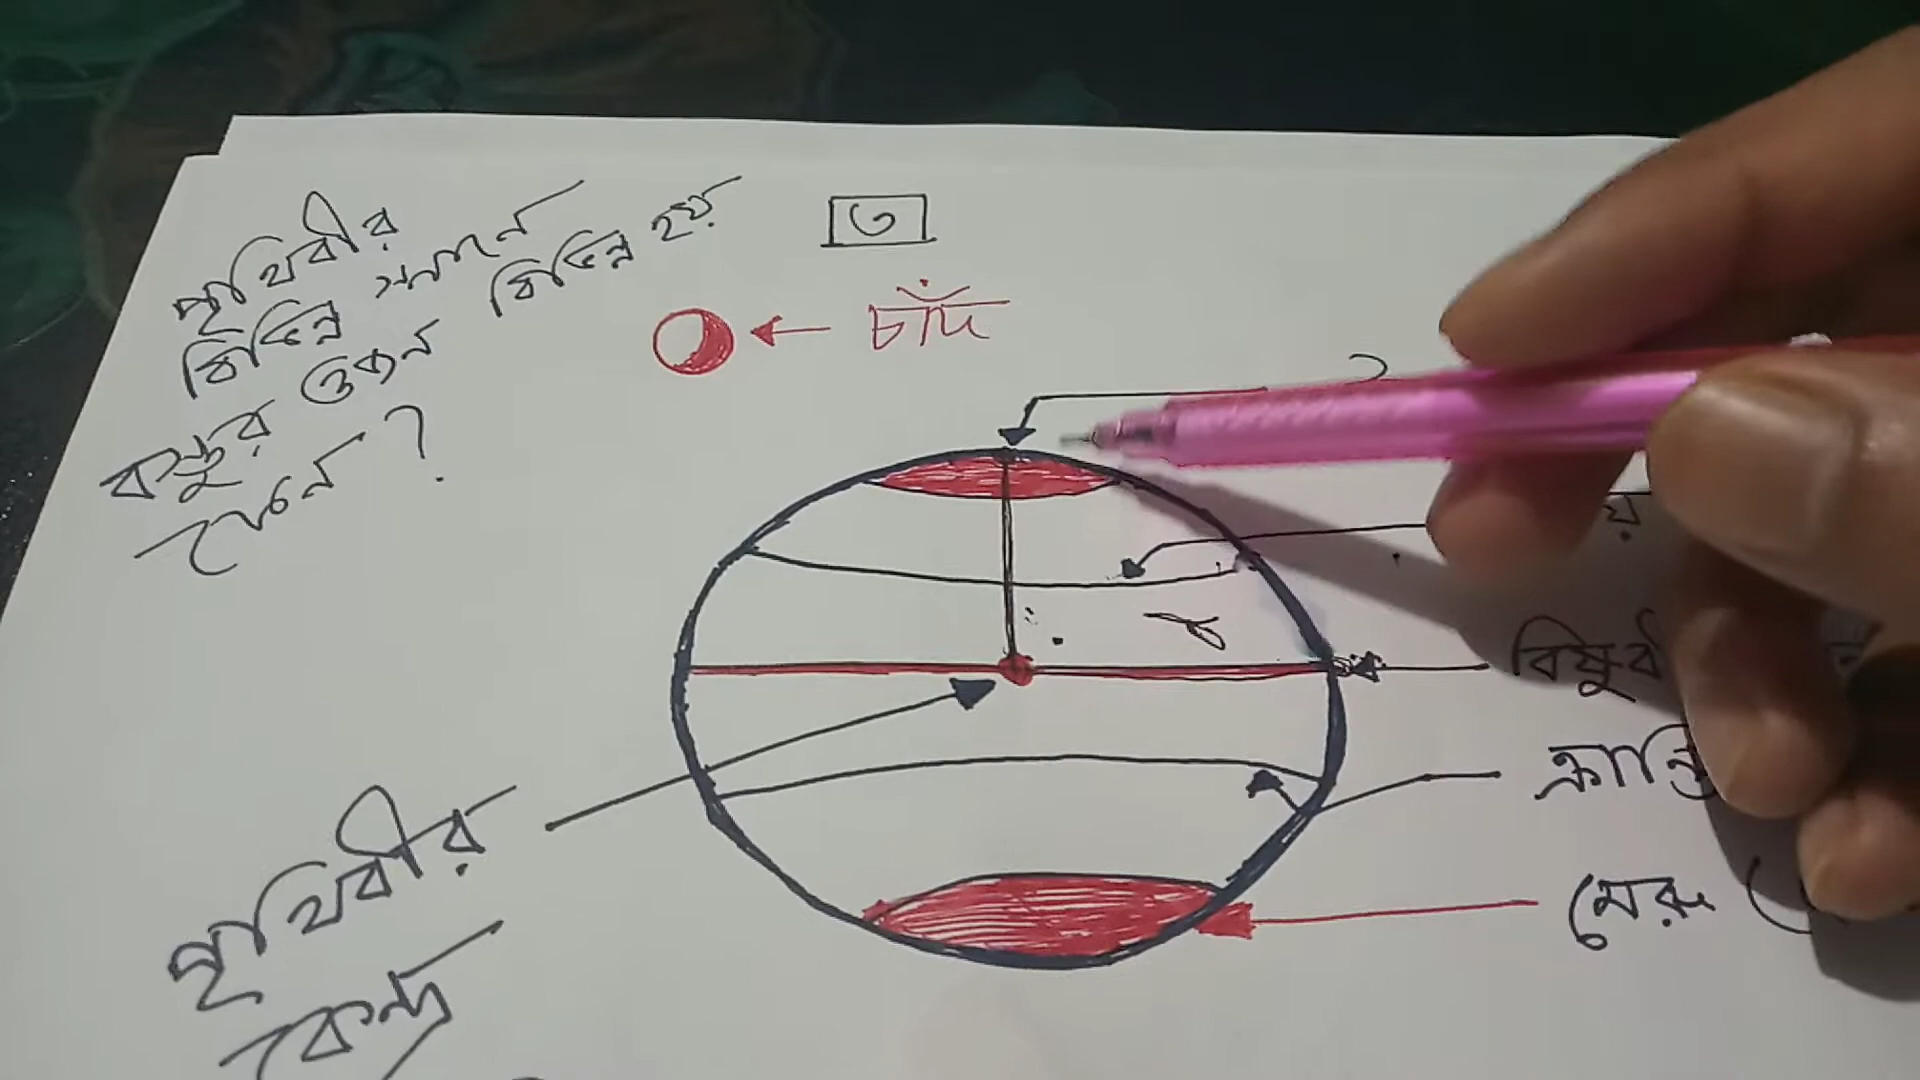 পৃথিবীর
বিভিন্ন স্থানে
বস্তুর ওজন বিভিন্ন হয়
কেন ?
৩
চাঁদ
য়
বিষুব
ক্রান্তি
মেরু (
পৃথিবীর
কেন্দ্র